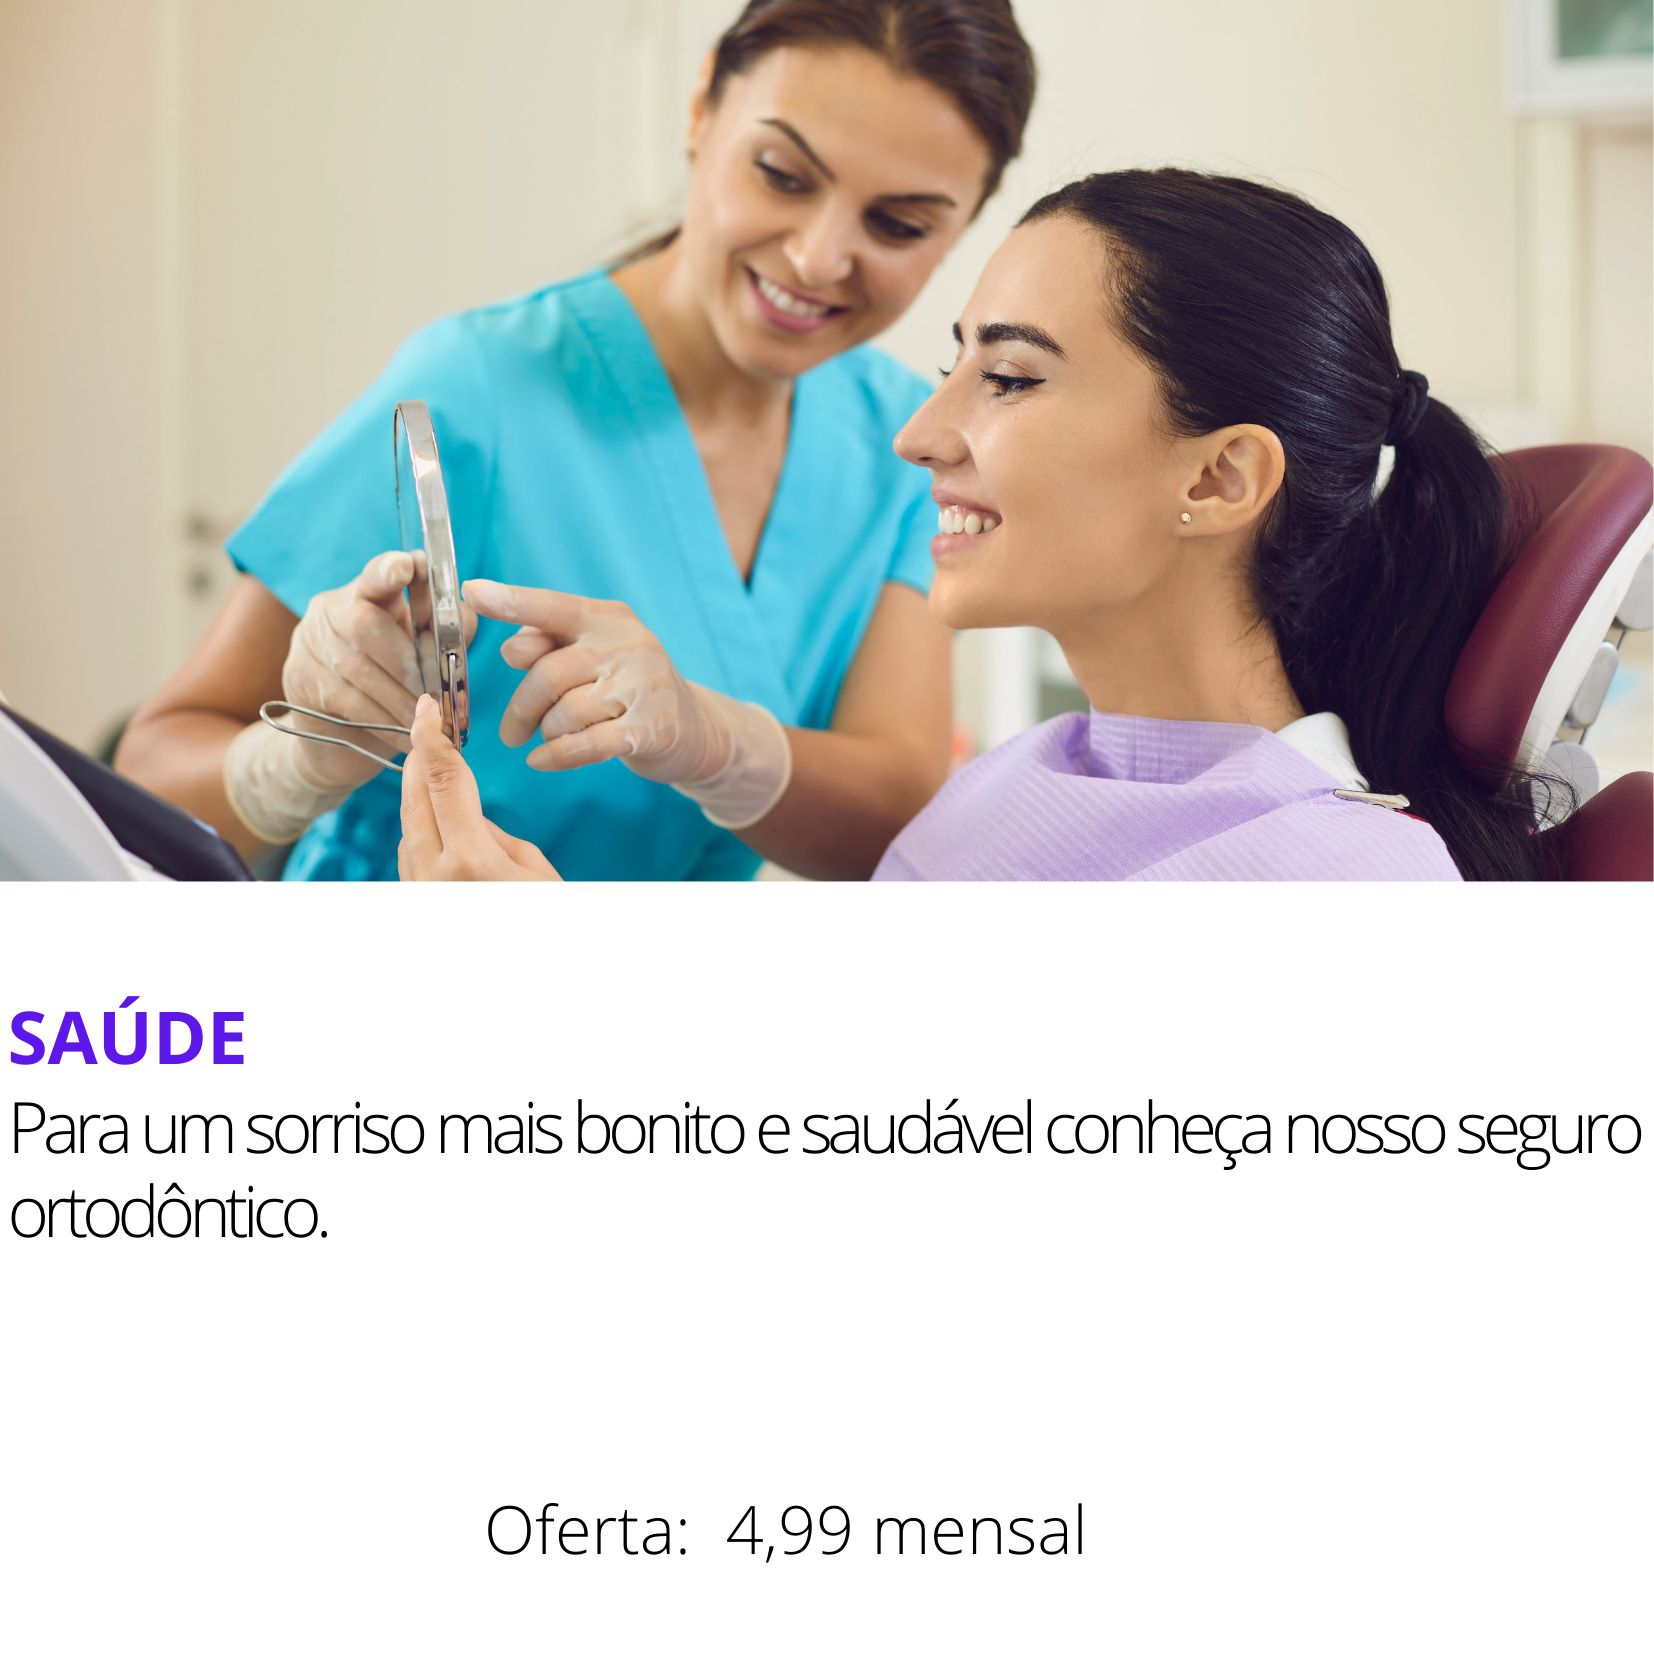 SAÚDE
Para um sorriso mais bonito e saudável conheça nosso seguro
ortodôntico.
Oferta: 4,99 mensal